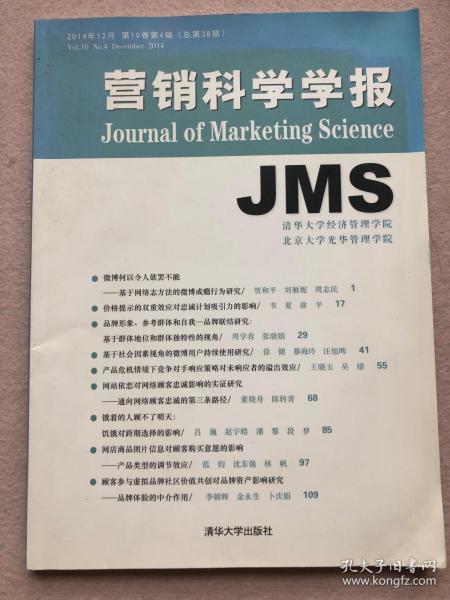 2014年12月 第10卷第4辑（总第38辑）
Vol.10 No.4 December 2014
营销科学学报
Journal of Marketing Science
JMS
清华大学经济管理学院
北京大学光华管理学院
● 微博何以令人欲罢不能
——基于网络志方法的微博成瘾行为研究/ 贺和平 刘雁妮 周志民 1
● 价格提示的双重效应对忠诚计划吸引力的影响/ 韦夏 涂平 17
● 品牌形象、参考群体和自我—品牌联结研究：
基于群体地位和群体独特性的视角/ 周学春 张晓娟 29
● 基于社会因素视角的微博用户持续使用研究/ 徐健 暴海玲 汪旭晖 41
● 产品危机情境下竞争对手响应策略对未响应者的溢出效应/ 王晓玉 吴婧 55
● 网站依恋对网络顾客忠诚影响的实证研究
——通向网络顾客忠诚的第三条路径/ 董晓舟 陈转青 68
● 饿着的人顾不了明天：
饥饿对跨期选择的影响/ 吕巍 赵宇晗 潘黎 段梦 85
● 网店商品图片信息对顾客购买意愿的影响
——产品类型的调节效应/ 范钧 沈东强 林帆 97
● 顾客参与虚拟品牌社区价值共创对品牌资产影响研究
——品牌体验的中介作用/ 李朝辉 金永生 卜庆娟 109
清华大学出版社
孔夫子旧书网
www.kongfz.com